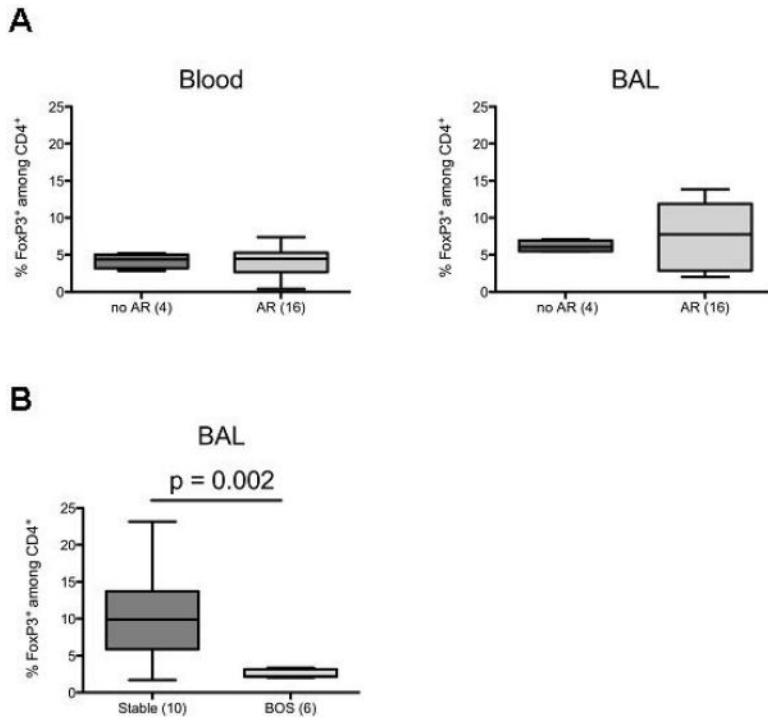 A
Blood
% FoxP3⁺ among CD4⁺
25
20
15
10
5
0
no AR (4) AR (16)
BAL
% FoxP3⁺ among CD4⁺
25
20
15
10
5
0
no AR (4) AR (16)
B
BAL
p = 0.002
% FoxP3⁺ among CD4⁺
25
20
15
10
5
0
Stable (10) BOS (6)